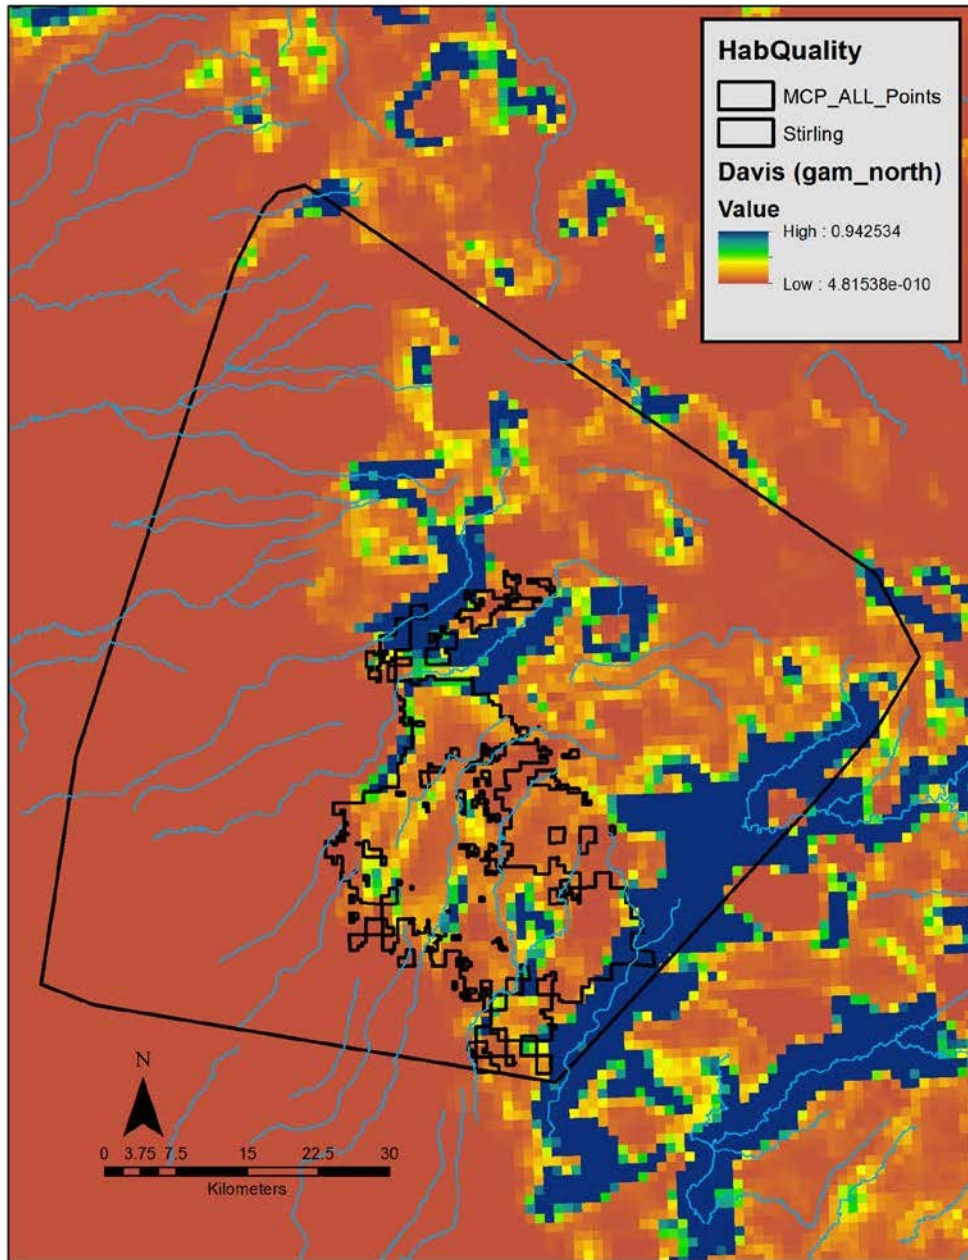 HabQuality
MCP_ALL_Points
Stirling
Davis (gam_north)
Value
High : 0.942534
Low : 4.81538e-010
N
0 3.75 7.5 15 22.5 30
Kilometers